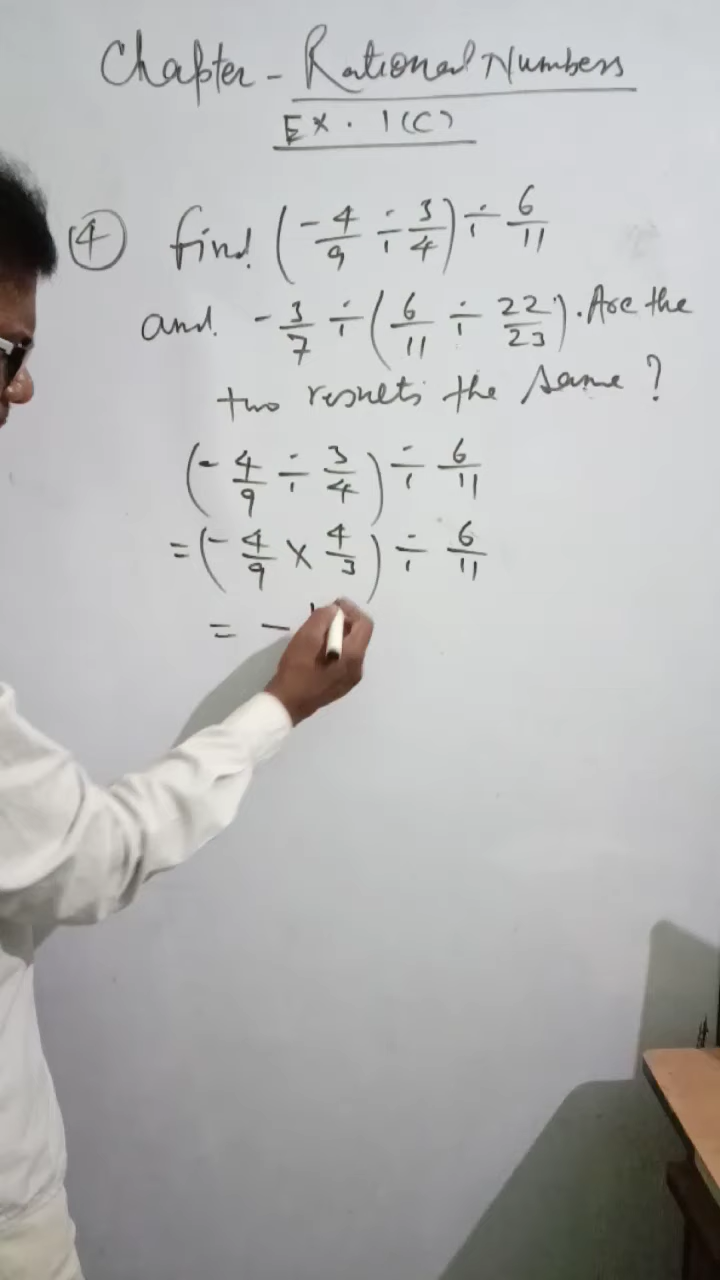 Chapter - Rational Numbers
Ex. 1(C)
④ find (-4/9 ÷ 3/4) ÷ 6/11
and. -3/7 ÷ (6/11 ÷ 22/23). Are the
two results the same?
(-4/9 ÷ 3/4) ÷ 6/11
= (-4/9 × 4/3) ÷ 6/11
= - 1